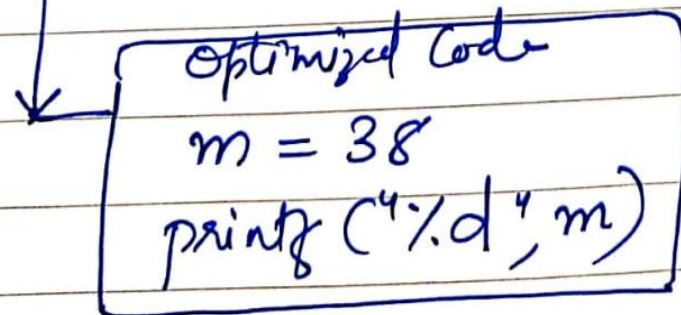 Optimized Code
m = 38
printf ("%d", m)